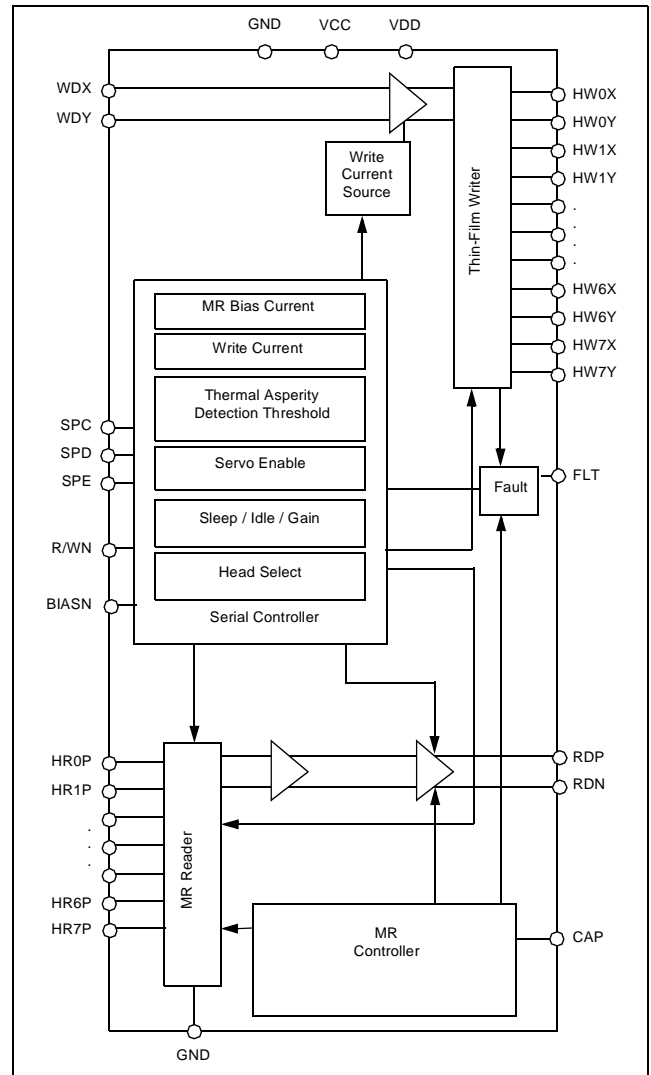 GND VCC VDD
WDX
WDY
HW0X
HW0Y
HW1X
HW1Y
.
.
.
HW6X
HW6Y
HW7X
HW7Y
Write
Current
Source
Thin-Film Writer
MR Bias Current
Write Current
Thermal Asperity
Detection Threshold
Servo Enable
Sleep / Idle / Gain
Head Select
Serial Controller
SPC
SPD
SPE
R/WN
BIASN
Fault
FLT
HR0P
HR1P
.
.
.
HR6P
HR7P
MR Reader
RDP
RDN
MR
Controller
CAP
GND